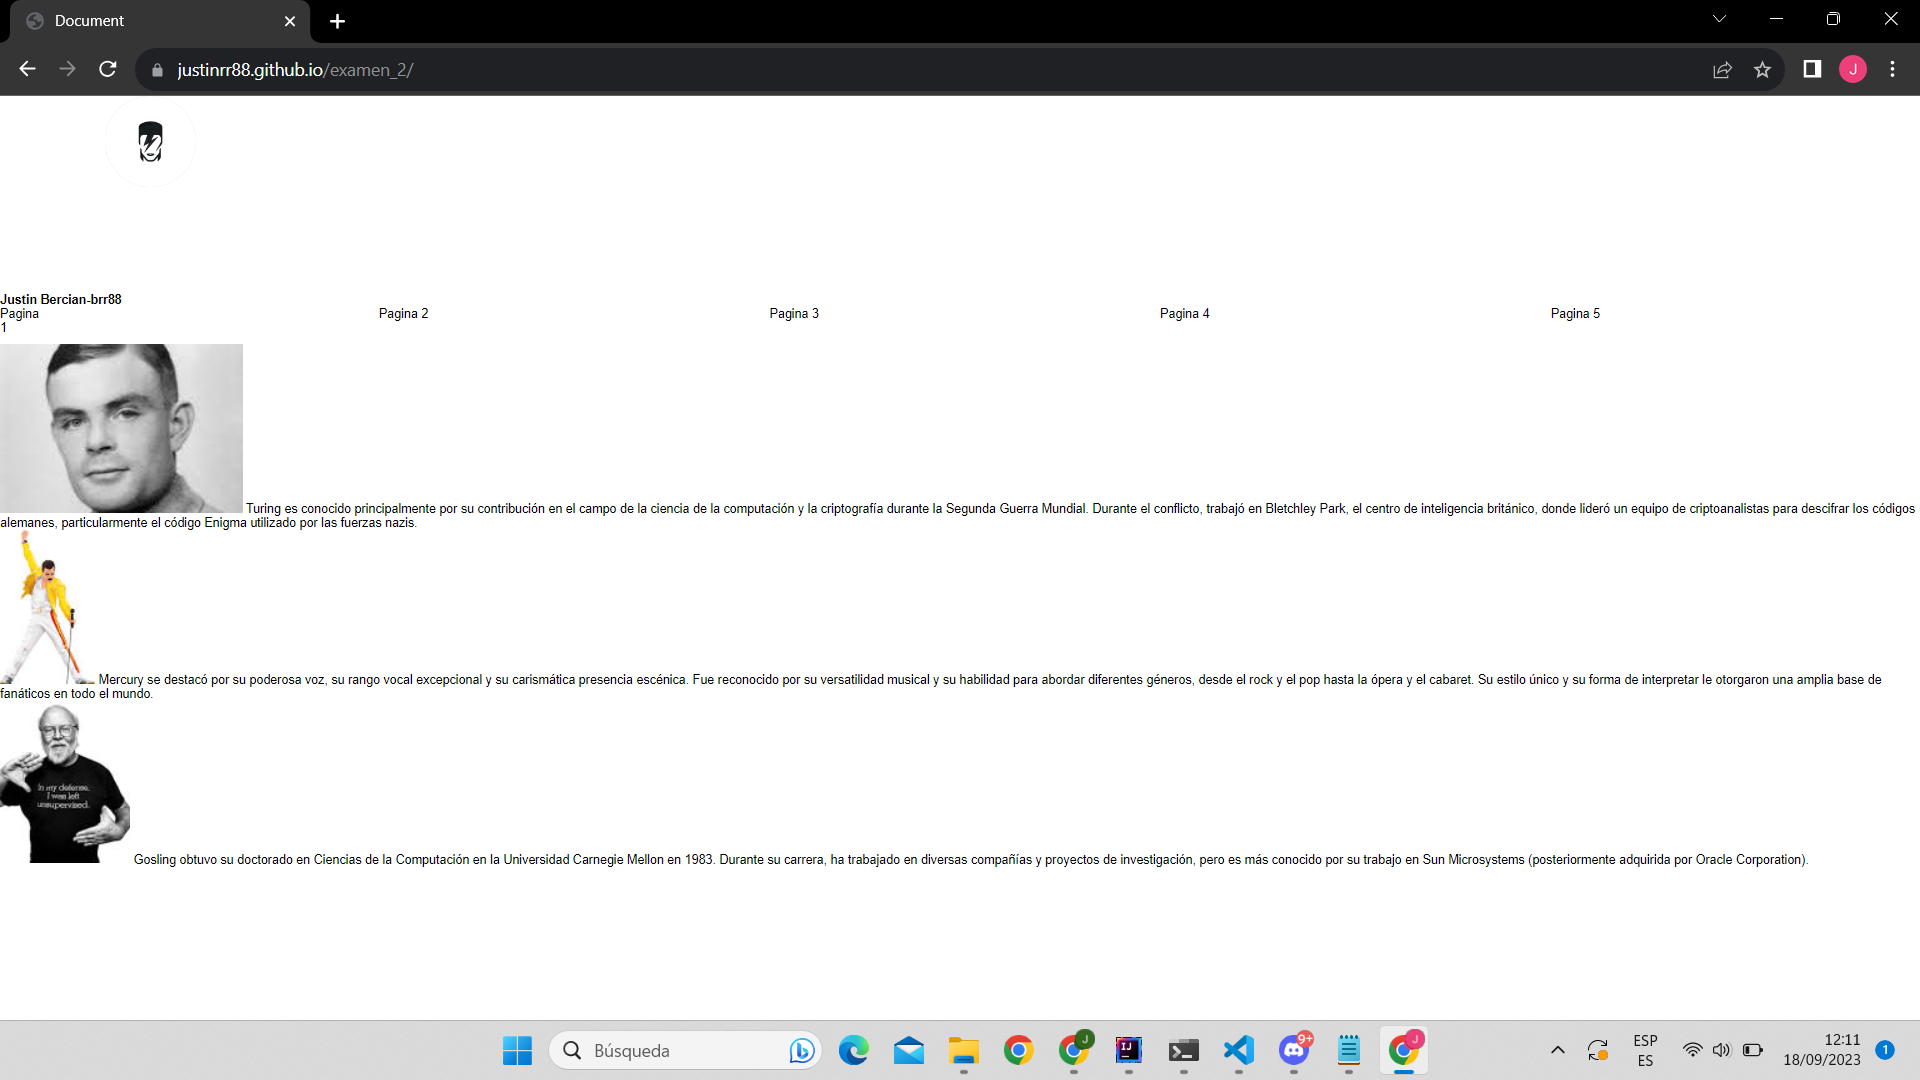 Document
justinrr88.github.io/examen_2/
J
Justin Bercian-brr88
Pagina 1
Pagina 2
Pagina 3
Pagina 4
Pagina 5
Turing es conocido principalmente por su contribución en el campo de la ciencia de la computación y la criptografía durante la Segunda Guerra Mundial. Durante el conflicto, trabajó en Bletchley Park, el centro de inteligencia británico, donde lideró un equipo de criptoanalistas para descifrar los códigos
alemanes, particularmente el código Enigma utilizado por las fuerzas nazis.
Mercury se destacó por su poderosa voz, su rango vocal excepcional y su carismática presencia escénica. Fue reconocido por su versatilidad musical y su habilidad para abordar diferentes géneros, desde el rock y el pop hasta la ópera y el cabaret. Su estilo único y su forma de interpretar le otorgaron una amplia base de
fanáticos en todo el mundo.
In my defense,
I was left
unsupervised.
Gosling obtuvo su doctorado en Ciencias de la Computación en la Universidad Carnegie Mellon en 1983. Durante su carrera, ha trabajado en diversas compañías y proyectos de investigación, pero es más conocido por su trabajo en Sun Microsystems (posteriormente adquirida por Oracle Corporation).
Búsqueda
J
IJ
9+
J
ESP
ES
12:11
18/09/2023
1